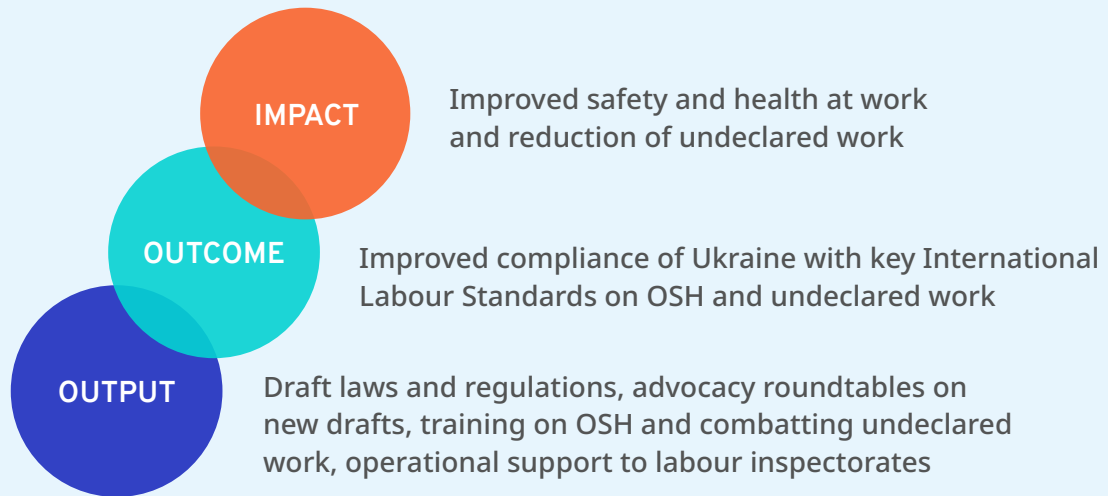 IMPACT
Improved safety and health at work
and reduction of undeclared work
OUTCOME
Improved compliance of Ukraine with key International
Labour Standards on OSH and undeclared work
OUTPUT
Draft laws and regulations, advocacy roundtables on
new drafts, training on OSH and combatting undeclared
work, operational support to labour inspectorates